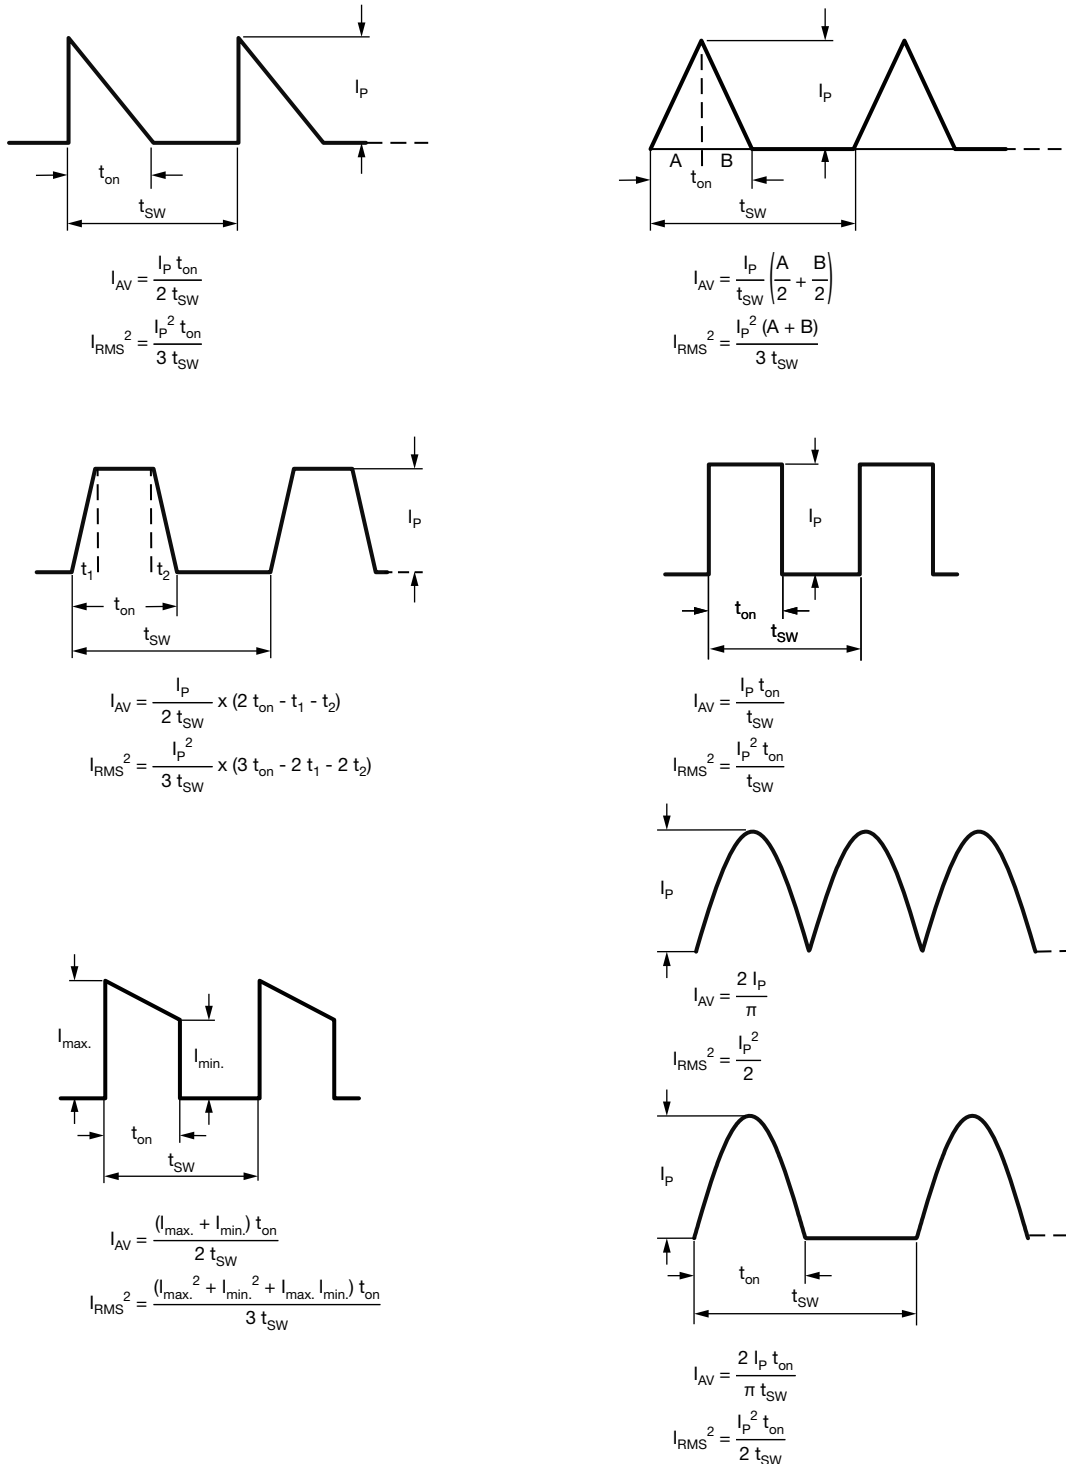 I_P
t_on
t_SW
I_AV = I_P t_on / 2 t_SW
I_RMS^2 = I_P^2 t_on / 3 t_SW
I_P
A B
t_on
t_SW
I_AV = I_P / t_SW (A/2 + B/2)
I_RMS^2 = I_P^2 (A + B) / 3 t_SW
I_P
t_1 t_2
t_on
t_SW
I_AV = I_P / 2 t_SW x (2 t_on - t_1 - t_2)
I_RMS^2 = I_P^2 / 3 t_SW x (3 t_on - 2 t_1 - 2 t_2)
I_P
t_on
t_SW
I_AV = I_P t_on / t_SW
I_RMS^2 = I_P^2 t_on / t_SW
I_max. I_min.
t_on
t_SW
I_AV = (I_max. + I_min.) t_on / 2 t_SW
I_RMS^2 = (I_max.^2 + I_min.^2 + I_max. I_min.) t_on / 3 t_SW
I_P
I_AV = 2 I_P / π
I_RMS^2 = I_P^2 / 2
I_P
t_on
t_SW
I_AV = 2 I_P t_on / π t_SW
I_RMS^2 = I_P^2 t_on / 2 t_SW